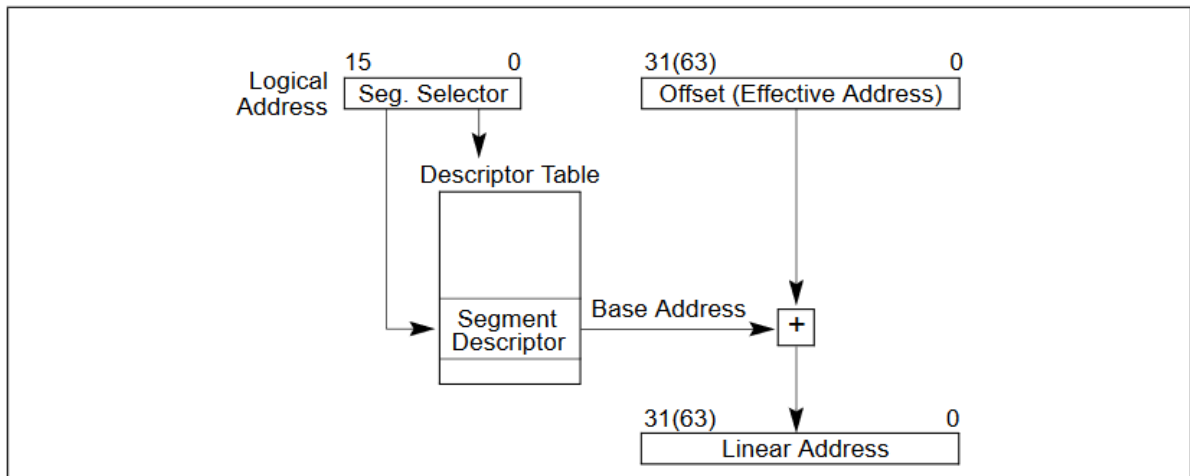 15 0 31(63) 0
Logical
Address
Seg. Selector
Offset (Effective Address)
Descriptor Table
Base Address
+
Segment
Descriptor
31(63) 0
Linear Address